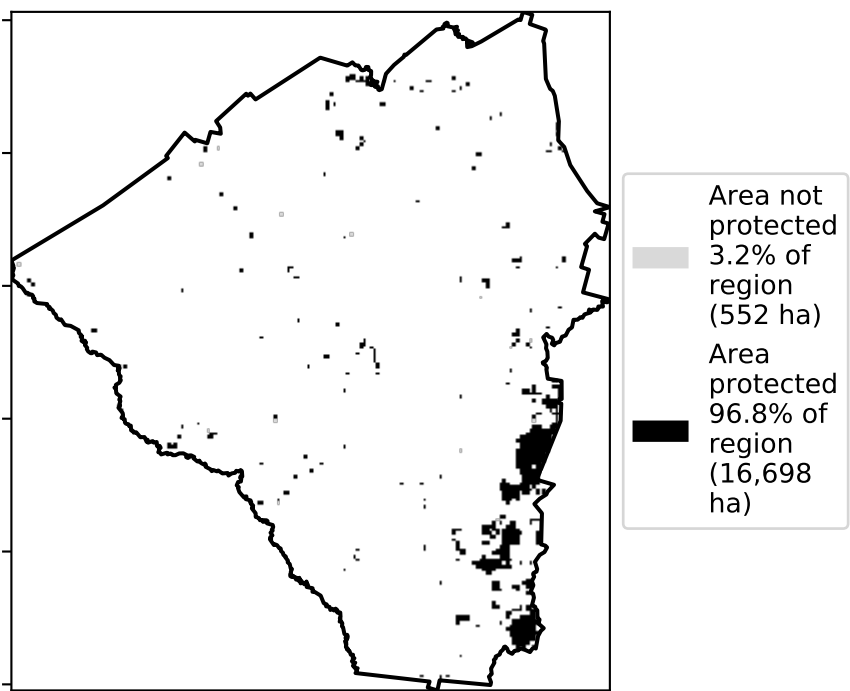 Area not
protected
3.2% of
region
(552 ha)
Area
protected
96.8% of
region
(16,698
ha)